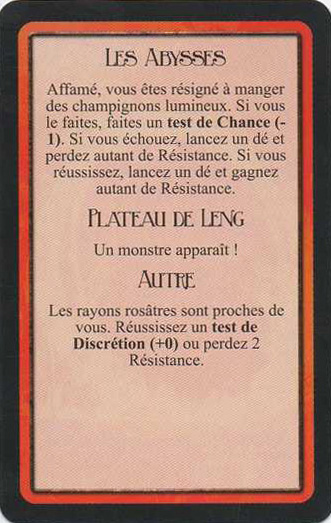 LES ABYSSES
Affamé, vous êtes résigné à manger
des champignons lumineux. Si vous
le faites, faites un test de Chance (-
1). Si vous échouez, lancez un dé et
perdez autant de Résistance. Si vous
réussissez, lancez un dé et gagnez
autant de Résistance.
PLATEAU DE LENG
Un monstre apparaît !
AUTRE
Les rayons rosâtres sont proches de
vous. Réussissez un test de
Discrétion (+0) ou perdez 2
Résistance.